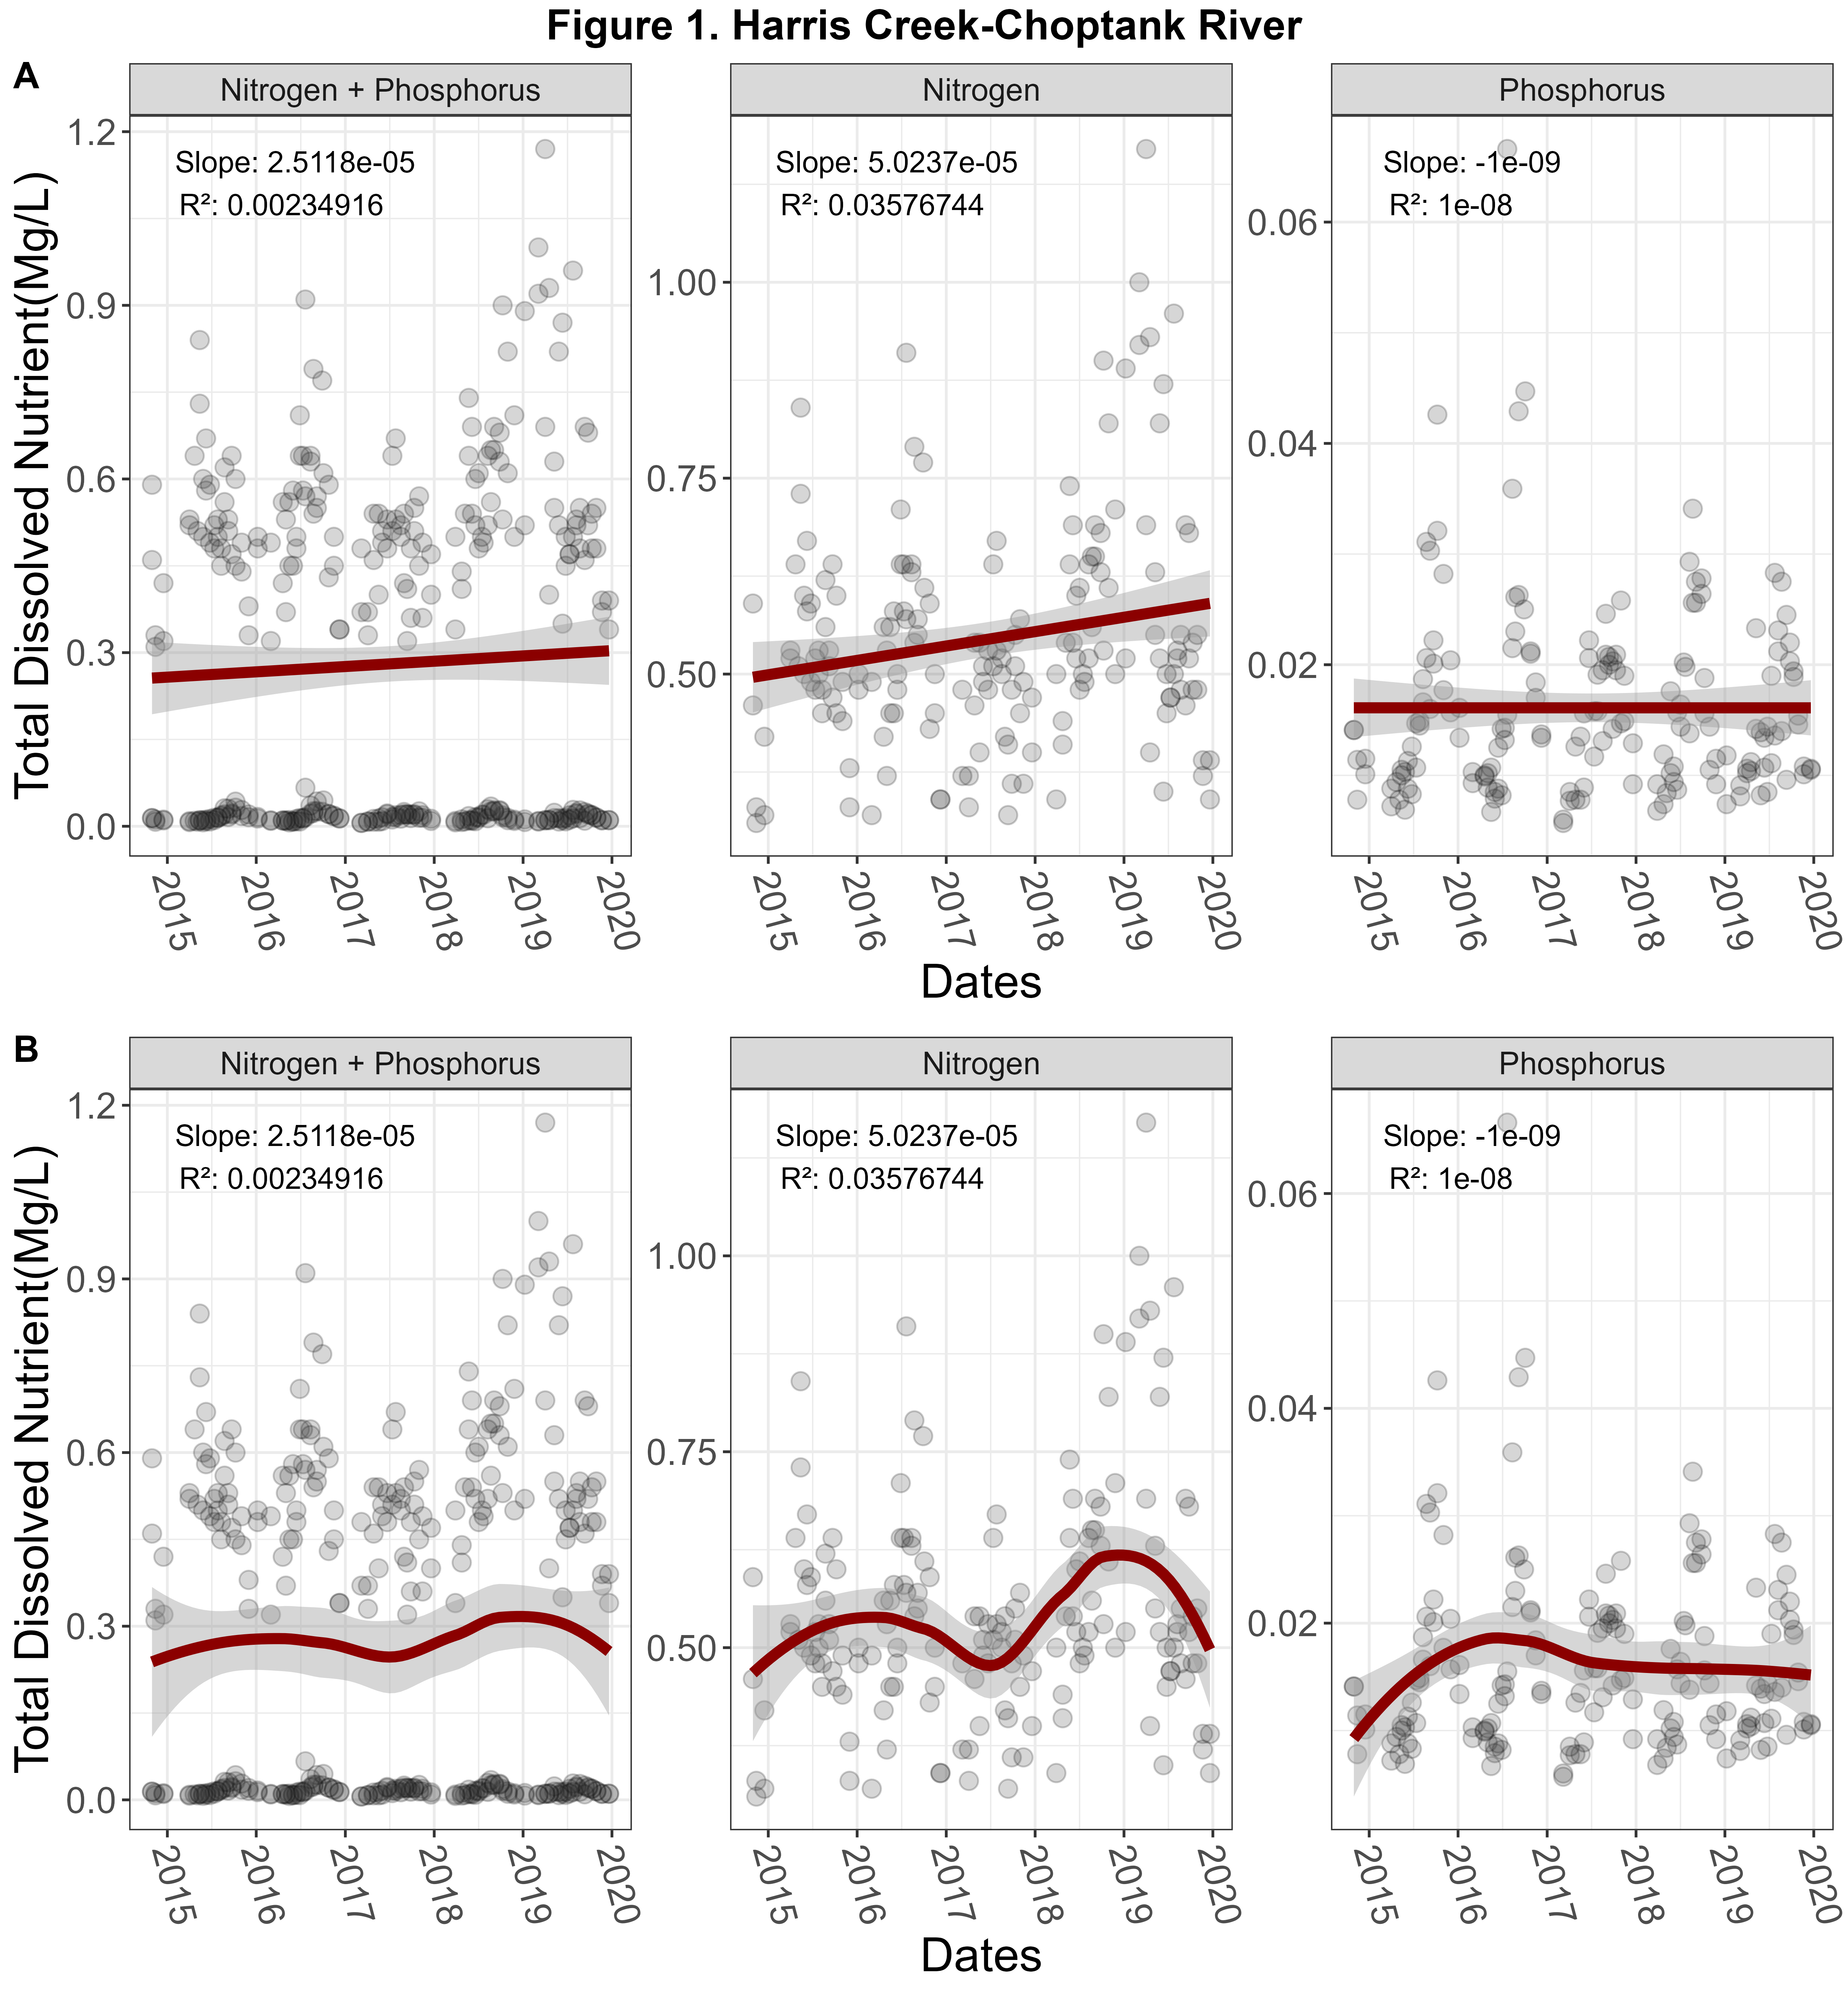 Figure 1. Harris Creek-Choptank River
A
Nitrogen + Phosphorus
Nitrogen
Phosphorus
Total Dissolved Nutrient(Mg/L)
1.2
0.9
0.6
0.3
0.0
Slope: 2.5118e-05
R²: 0.00234916
1.00
0.75
0.50
Slope: 5.0237e-05
R²: 0.03576744
0.06
0.04
0.02
Slope: -1e-09
R²: 1e-08
2015 2016 2017 2018 2019 2020
2015 2016 2017 2018 2019 2020
2015 2016 2017 2018 2019 2020
Dates
B
Nitrogen + Phosphorus
Nitrogen
Phosphorus
Total Dissolved Nutrient(Mg/L)
1.2
0.9
0.6
0.3
0.0
Slope: 2.5118e-05
R²: 0.00234916
1.00
0.75
0.50
Slope: 5.0237e-05
R²: 0.03576744
0.06
0.04
0.02
Slope: -1e-09
R²: 1e-08
2015 2016 2017 2018 2019 2020
2015 2016 2017 2018 2019 2020
2015 2016 2017 2018 2019 2020
Dates